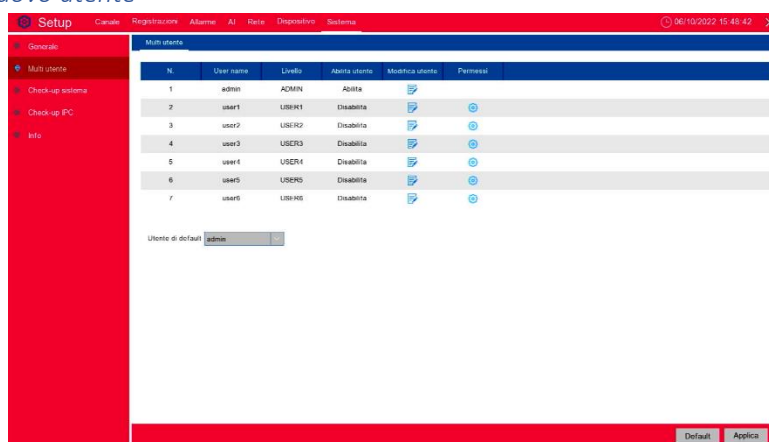 uovo utente
Setup Canale Registrazioni Allarme AI Rete Dispositivo Sistema 06/10/2022 15:48:42
Generale
Multi utente
Check-up sistema
Check-up IPC
Info
Multi utente
N. User name Livello Abilita utente Modifica utente Permessi
1 admin ADMIN Abilita
2 user1 USER1 Disabilita
3 user2 USER2 Disabilita
4 user3 USER3 Disabilita
5 user4 USER4 Disabilita
6 user5 USER5 Disabilita
7 user6 USER6 Disabilita
Utente di default admin
Default Applica